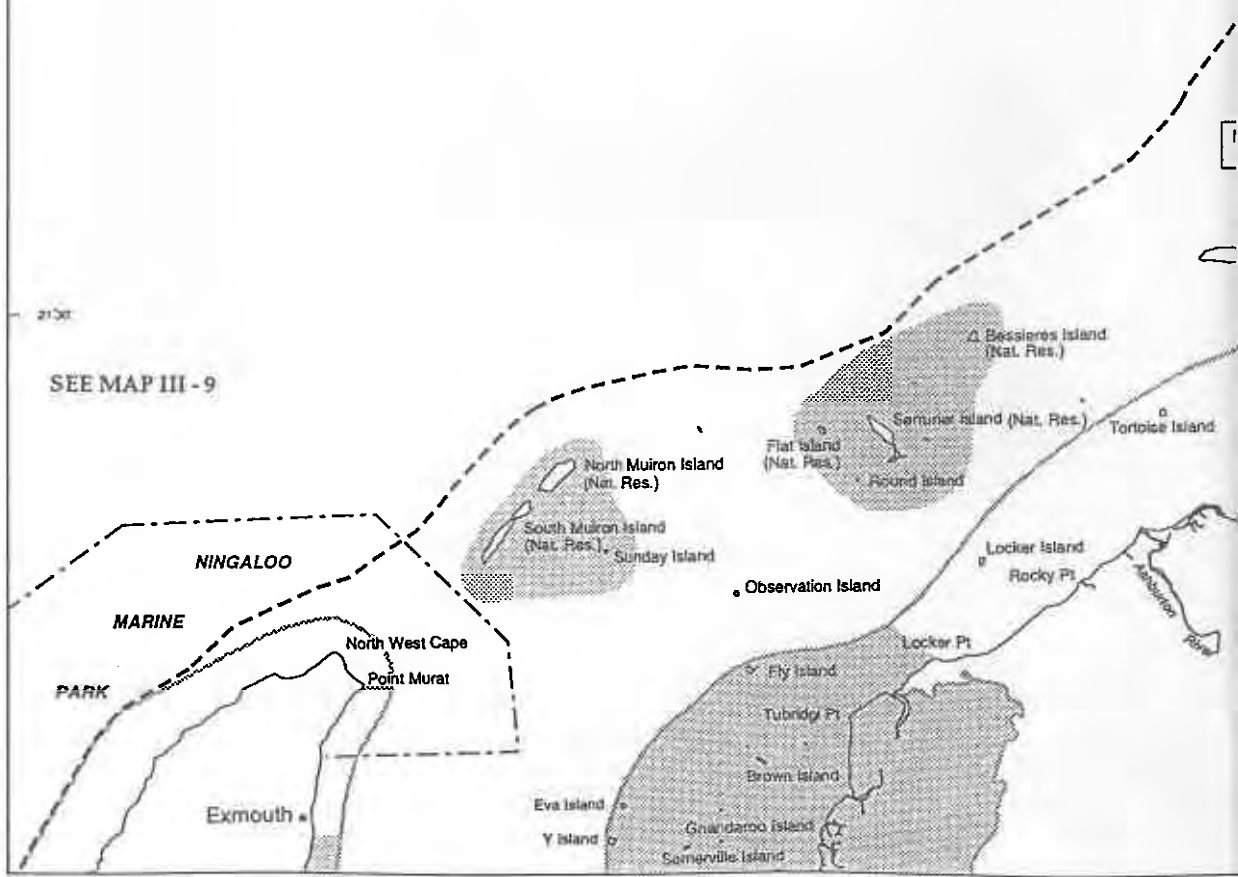 21°30'
SEE MAP III - 9
Bessieres Island
(Nat. Res.)
Serrurier Island (Nat. Res.)
Tortoise Island
Flat Island
(Nat. Res.)
Round Island
North Muiron Island
(Nat. Res.)
South Muiron Island
(Nat. Res.)
Sunday Island
NINGALOO
MARINE
PARK
Locker Island
Rocky Pt
Ashburton
River
Observation Island
North West Cape
Point Murat
Locker Pt
Fly Island
Tubridgi Pt
Brown Island
Exmouth
Eva Island
Y Island
Gnandaroo Island
Somerville Island